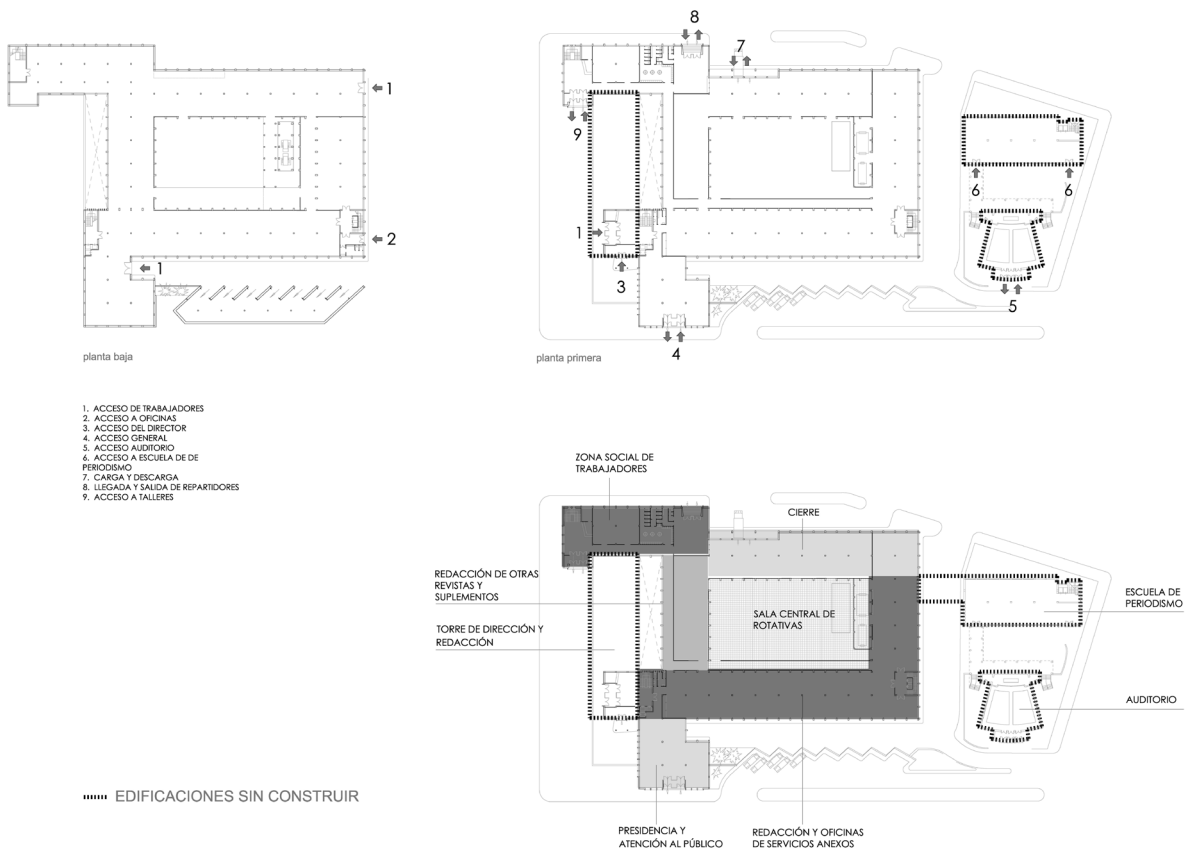 8
7
1
9
2
1
1
3
4
6
6
5
planta baja
planta primera
1. ACCESO DE TRABAJADORES
2. ACCESO A OFICINAS
3. ACCESO DEL DIRECTOR
4. ACCESO GENERAL
5. ACCESO AUDITORIO
6. ACCESO A ESCUELA DE DE
PERIODISMO
7. CARGA Y DESCARGA
8. LLEGADA Y SALIDA DE REPARTIDORES
9. ACCESO A TALLERES
ZONA SOCIAL DE
TRABAJADORES
CIERRE
REDACCIÓN DE OTRAS
REVISTAS Y
SUPLEMENTOS
TORRE DE DIRECCIÓN Y
REDACCIÓN
SALA CENTRAL DE
ROTATIVAS
ESCUELA DE
PERIODISMO
AUDITORIO
EDIFICACIONES SIN CONSTRUIR
PRESIDENCIA Y
ATENCIÓN AL PÚBLICO
REDACCIÓN Y OFICINAS
DE SERVICIOS ANEXOS